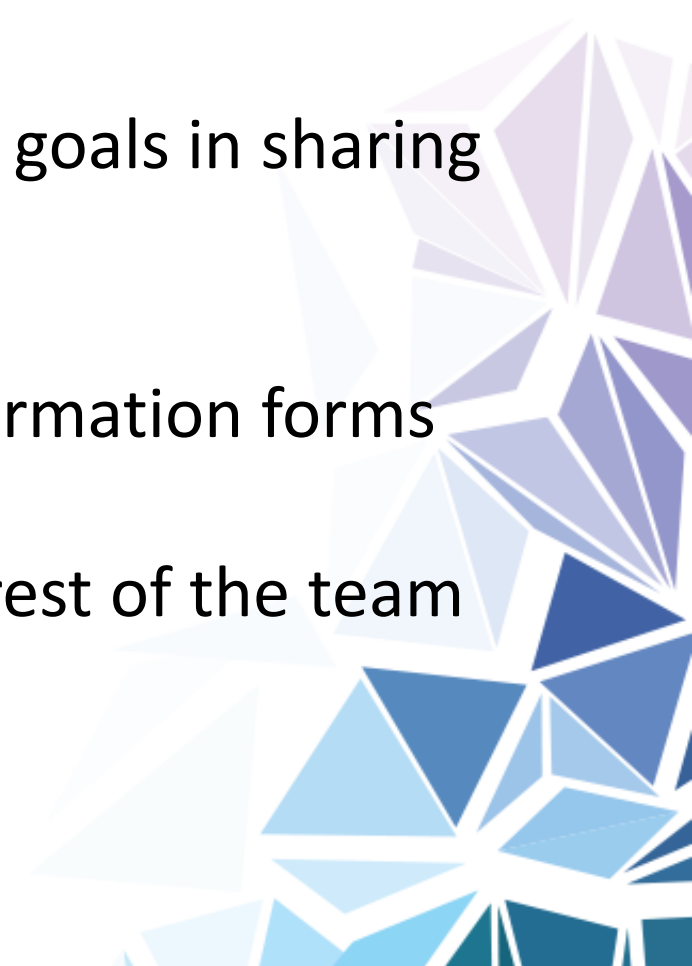 goals in sharing
rmation forms
rest of the team